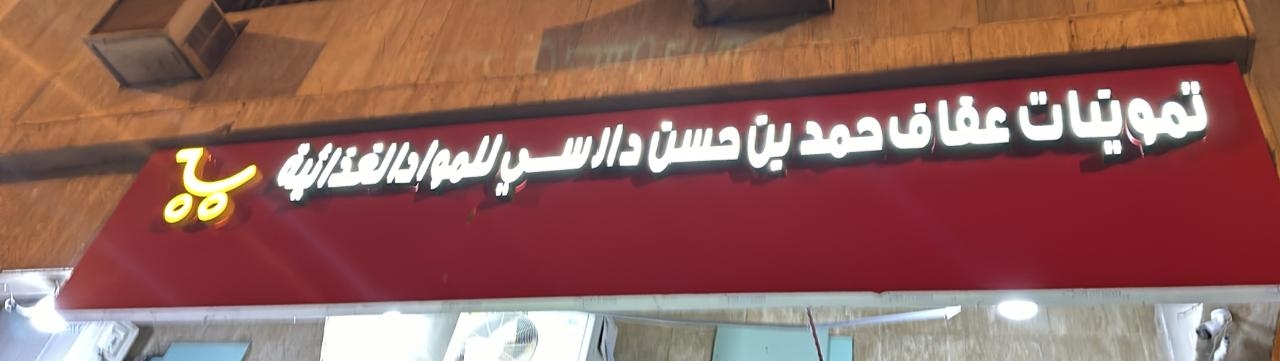 تموينات عفاف حمد بن حسن دارسي للمواد الغذائية